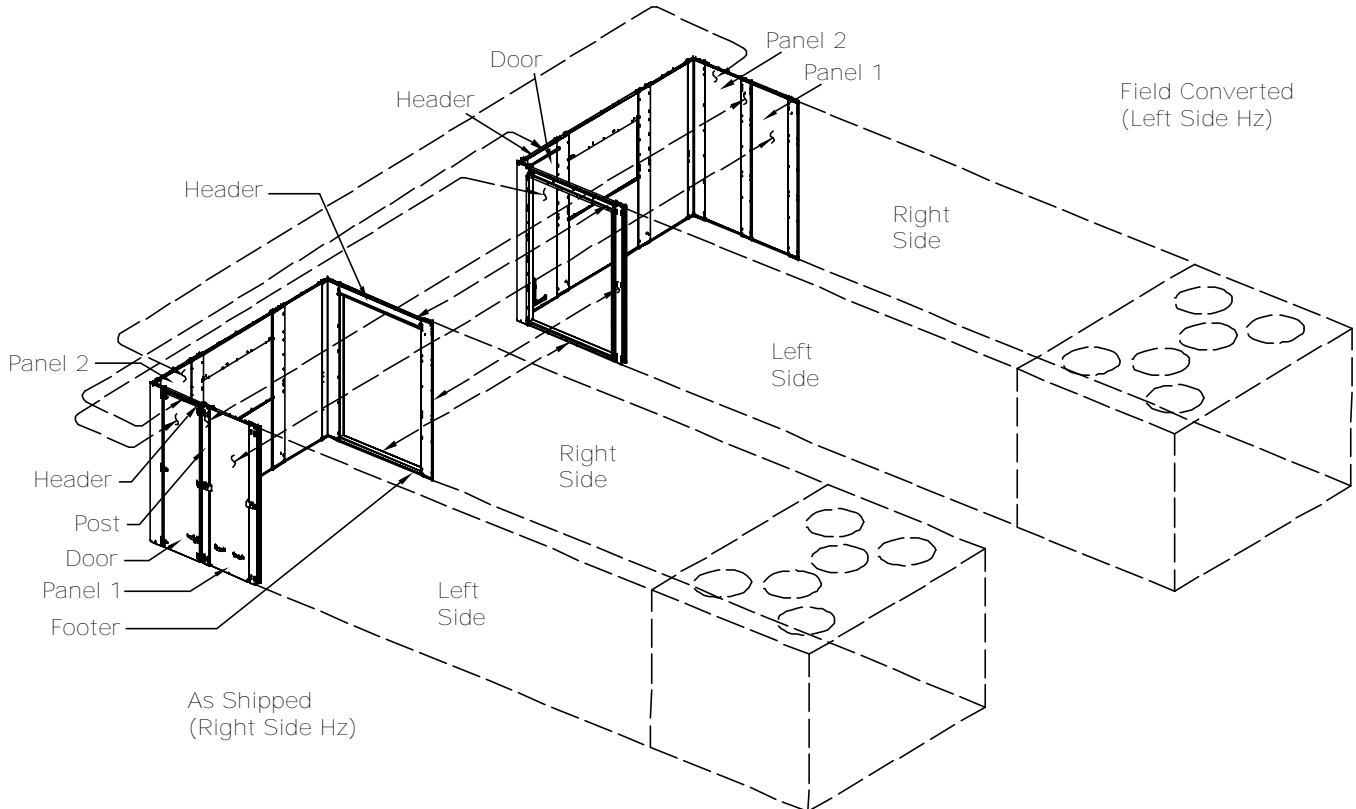 Panel 2
Door
Panel 1
Header
Field Converted
(Left Side Hz)
Header
Right
Side
Left
Side
Panel 2
Right
Side
Header
Post
Door
Panel 1
Footer
Left
Side
As Shipped
(Right Side Hz)